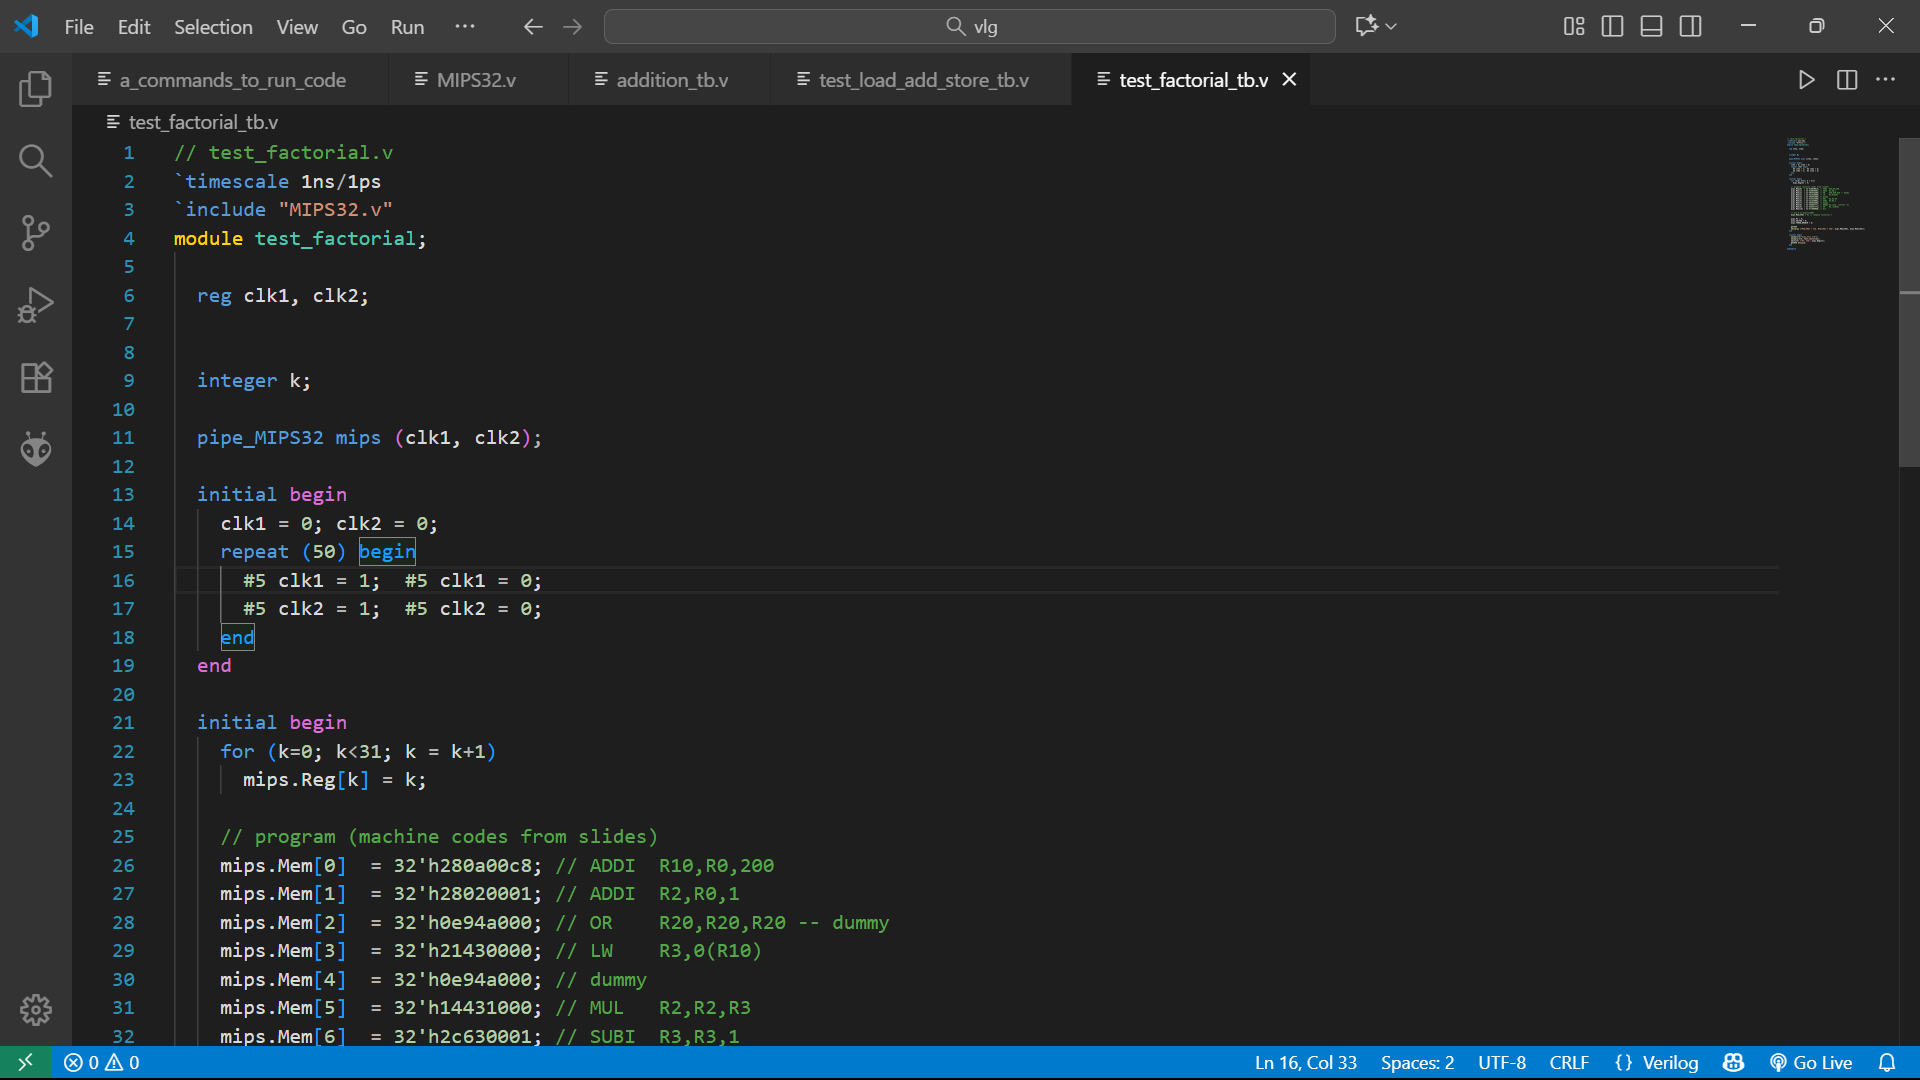 File Edit Selection View Go Run ··· vlg
a_commands_to_run_code MIPS32.v addition_tb.v test_load_add_store_tb.v test_factorial_tb.v
test_factorial_tb.v
1 // test_factorial.v
2 `timescale 1ns/1ps
3 `include "MIPS32.v"
4 module test_factorial;
5
6 reg clk1, clk2;
7
8
9 integer k;
10
11 pipe_MIPS32 mips (clk1, clk2);
12
13 initial begin
14 clk1 = 0; clk2 = 0;
15 repeat (50) begin
16 #5 clk1 = 1;  #5 clk1 = 0;
17 #5 clk2 = 1;  #5 clk2 = 0;
18 end
19 end
20
21 initial begin
22 for (k=0; k<31; k = k+1)
23 mips.Reg[k] = k;
24
25 // program (machine codes from slides)
26 mips.Mem[0]  = 32'h280a00c8; // ADDI  R10,R0,200
27 mips.Mem[1]  = 32'h28020001; // ADDI  R2,R0,1
28 mips.Mem[2]  = 32'h0e94a000; // OR    R20,R20,R20 -- dummy
29 mips.Mem[3]  = 32'h21430000; // LW    R3,0(R10)
30 mips.Mem[4]  = 32'h0e94a000; // dummy
31 mips.Mem[5]  = 32'h14431000; // MUL   R2,R2,R3
32 mips.Mem[6]  = 32'h2c630001; // SUBI  R3,R3,1
0 0 Ln 16, Col 33 Spaces: 2 UTF-8 CRLF {} Verilog Go Live